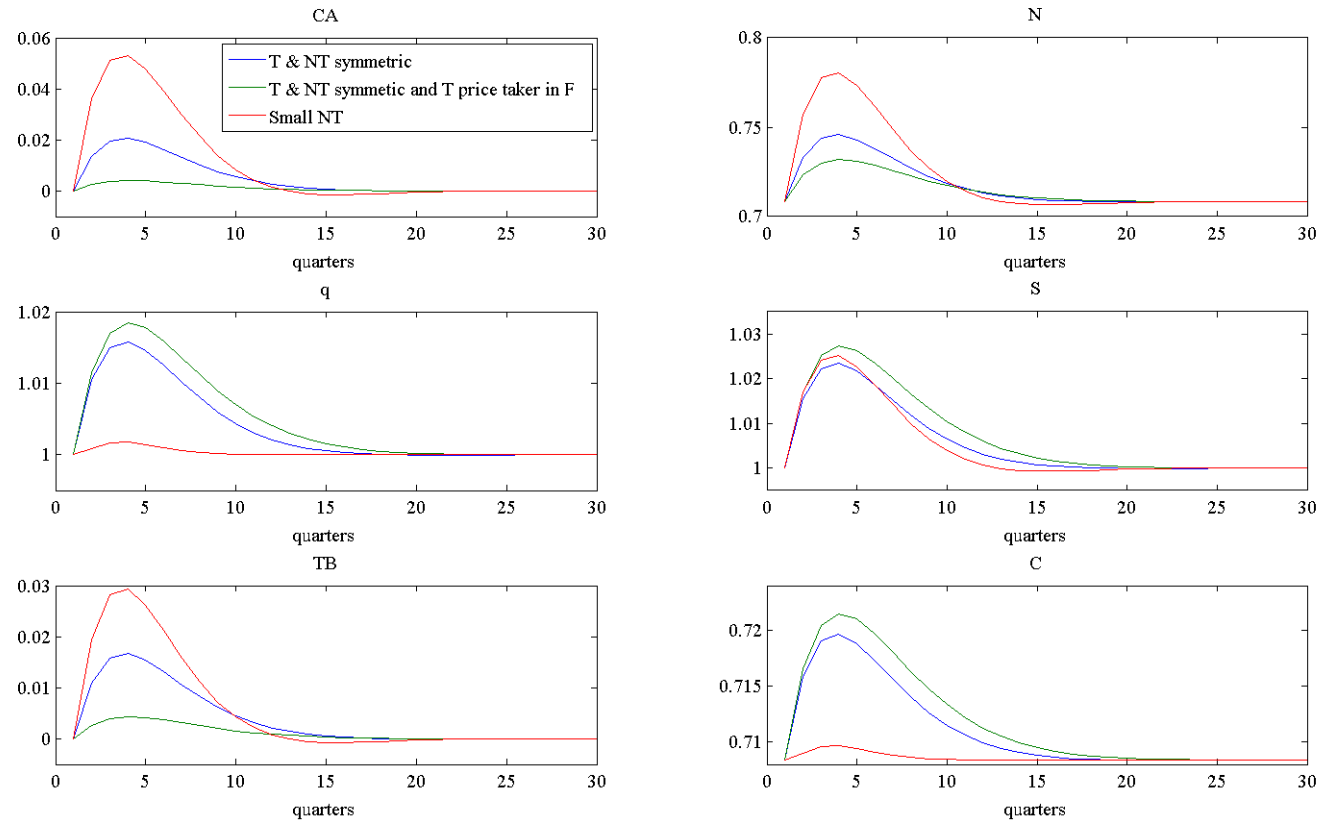 CA
0.06
0.04
0.02
0
T & NT symmetric
T & NT symmetic and T price taker in F
Small NT
0 5 10 15 20 25 30
quarters
N
0.8
0.75
0.7
0 5 10 15 20 25 30
quarters
q
1.02
1.01
1
0 5 10 15 20 25 30
quarters
S
1.03
1.02
1.01
1
0 5 10 15 20 25 30
quarters
TB
0.03
0.02
0.01
0
0 5 10 15 20 25 30
quarters
C
0.72
0.715
0.71
0 5 10 15 20 25 30
quarters